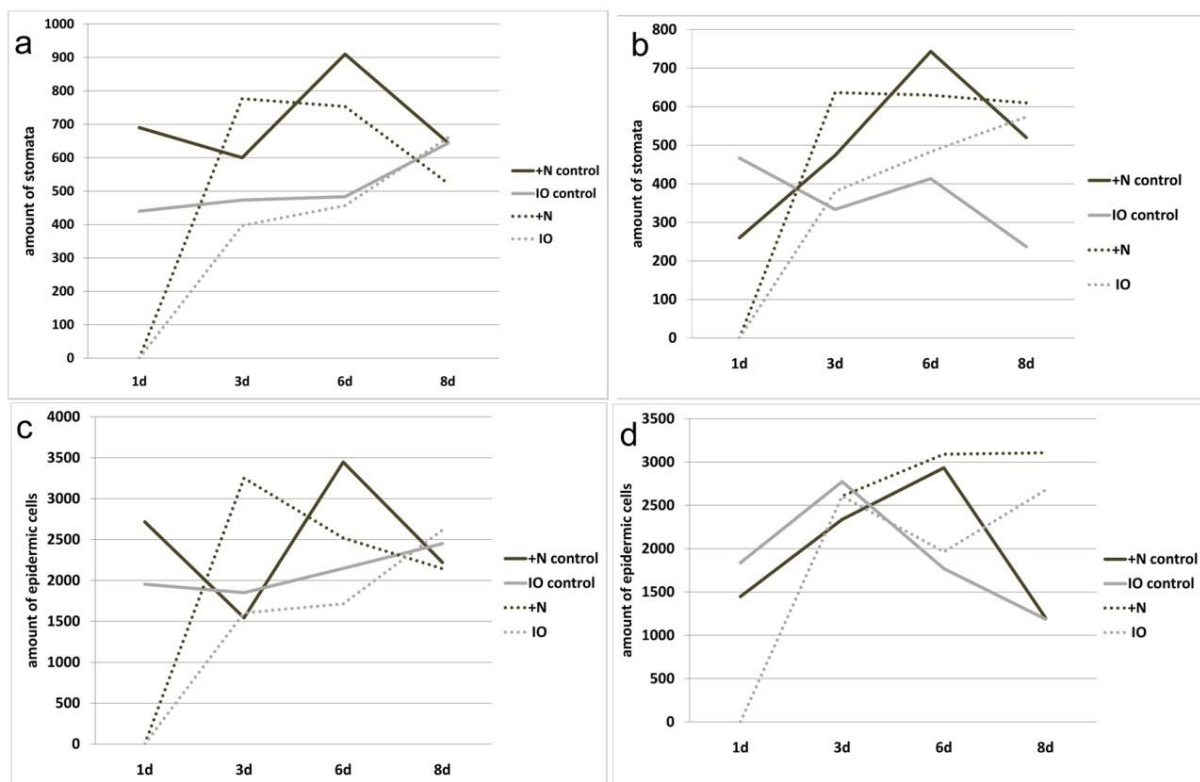 a
amount of stomata
1000
900
800
700
600
500
400
300
200
100
0
1d 3d 6d 8d
+N control
IO control
+N
IO
b
amount of stomata
800
700
600
500
400
300
200
100
0
1d 3d 6d 8d
+N control
IO control
+N
IO
c
amount of epidermic cells
4000
3500
3000
2500
2000
1500
1000
500
0
1d 3d 6d 8d
+N control
IO control
+N
IO
d
amount of epidermic cells
3500
3000
2500
2000
1500
1000
500
0
1d 3d 6d 8d
+N control
IO control
+N
IO